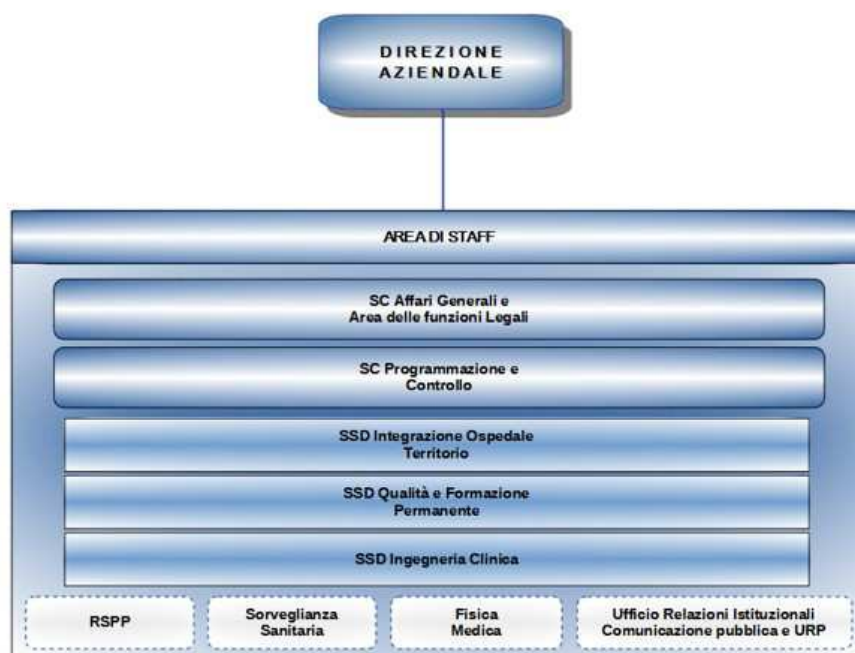 DIREZIONE
AZIENDALE
AREA DI STAFF
SC Affari Generali e
Area delle funzioni Legali
SC Programmazione e
Controllo
SSD Integrazione Ospedale
Territorio
SSD Qualità e Formazione
Permanente
SSD Ingegneria Clinica
RSPP
Sorveglianza
Sanitaria
Fisica
Medica
Ufficio Relazioni Istituzionali
Comunicazione pubblica e URP